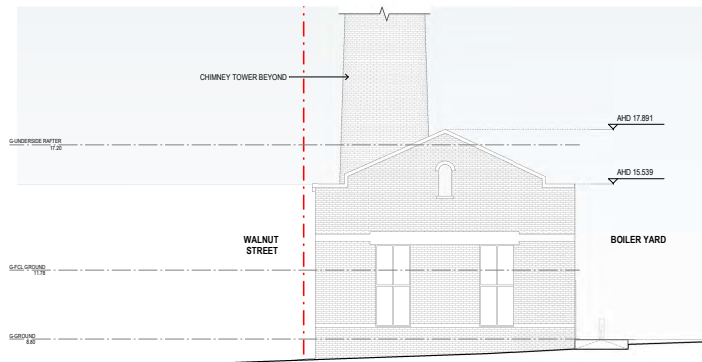 CHIMNEY TOWER BEYOND
AHD 17.891
G-UNDERSIDE RAFTER
17.20
AHD 15.539
WALNUT
STREET
BOILER YARD
G-FCL GROUND
11.78
G-GROUND
8.60